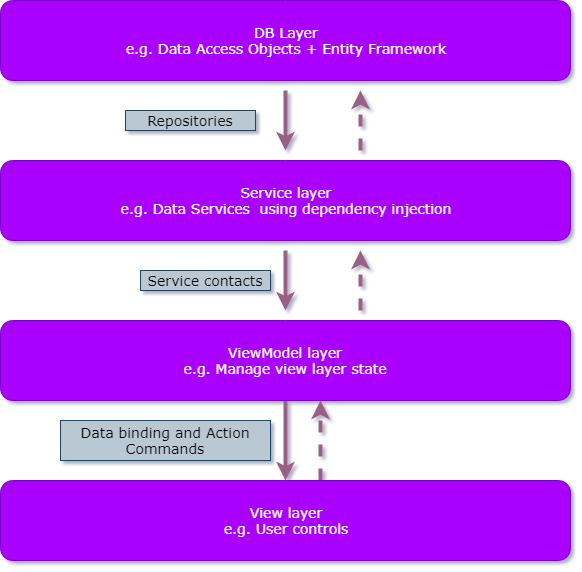 DB Layer
e.g. Data Access Objects + Entity Framework
Repositories
Service layer
e.g. Data Services  using dependency injection
Service contacts
ViewModel layer
e.g. Manage view layer state
Data binding and Action
Commands
View layer
e.g. User controls